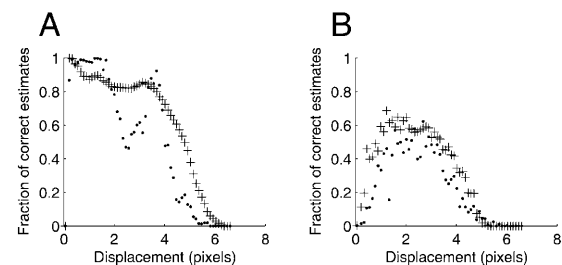 A
B
Fraction of correct estimates
1
0.8
0.6
0.4
0.2
0
0 2 4 6 8
Displacement (pixels)
Fraction of correct estimates
1
0.8
0.6
0.4
0.2
0
0 2 4 6 8
Displacement (pixels)